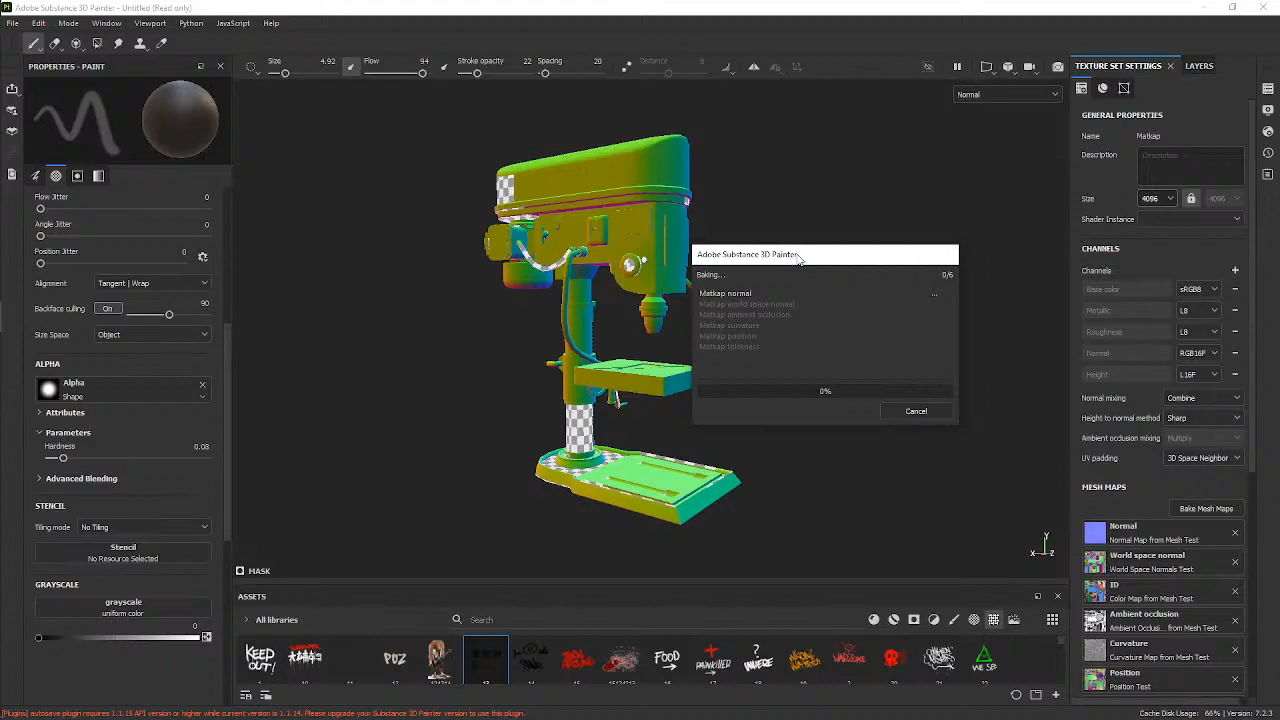 Adobe Substance 3D Painter - Untitled (Read only)
File Edit Mode Window Viewport Python JavaScript Help
PROPERTIES - PAINT
Size 4.92 Flow 94 Stroke opacity 22 Spacing 20 Distance 8
TEXTURE SET SETTINGS LAYERS
Normal
GENERAL PROPERTIES
Name Matkap
Description Description
Size 4096 4096
Shader Instance
CHANNELS
Channels
Base color sRGB8
Metallic L8
Roughness L8
Normal RGB16F
Height L16F
Normal mixing Combine
Height to normal method Sharp
Ambient occlusion mixing Multiply
UV padding 3D Space Neighbor
MESH MAPS
Bake Mesh Maps
Normal
Normal Map from Mesh Test
World space normal
World Space Normals Test
ID
Color Map from Mesh Test
Ambient occlusion
Ambient Occlusi... from Mesh Test
Curvature
Curvature Map from Mesh Test
Position
Position Test
Flow Jitter 0
Angle Jitter 0
Position Jitter 0
Alignment Tangent | Wrap
Backface culling On 90
Size Space Object
ALPHA
Alpha
Shape
Attributes
Parameters
Hardness 0.08
Advanced Blending
STENCIL
Tiling mode No Tiling
Stencil
No Resource Selected
GRAYSCALE
grayscale
uniform color
0
Adobe Substance 3D Painter
Baking... 0/6
Matkap normal ...
Matkap world space normal
Matkap ambient occlusion
Matkap curvature
Matkap position
Matkap thickness
0%
Cancel
Y
X Z
MASK
ASSETS
All libraries
Search
KEEP OUT!
POZ
FOOD
PAINKILLER
? WHERE
WARZONE
[Plugins] autosave plugin requires 1.1.15 API version or higher while current version is 1.1.14. Please upgrade your Substance 3D Painter version to use this plugin.
Cache Disk Usage: 66% | Version: 7.2.3